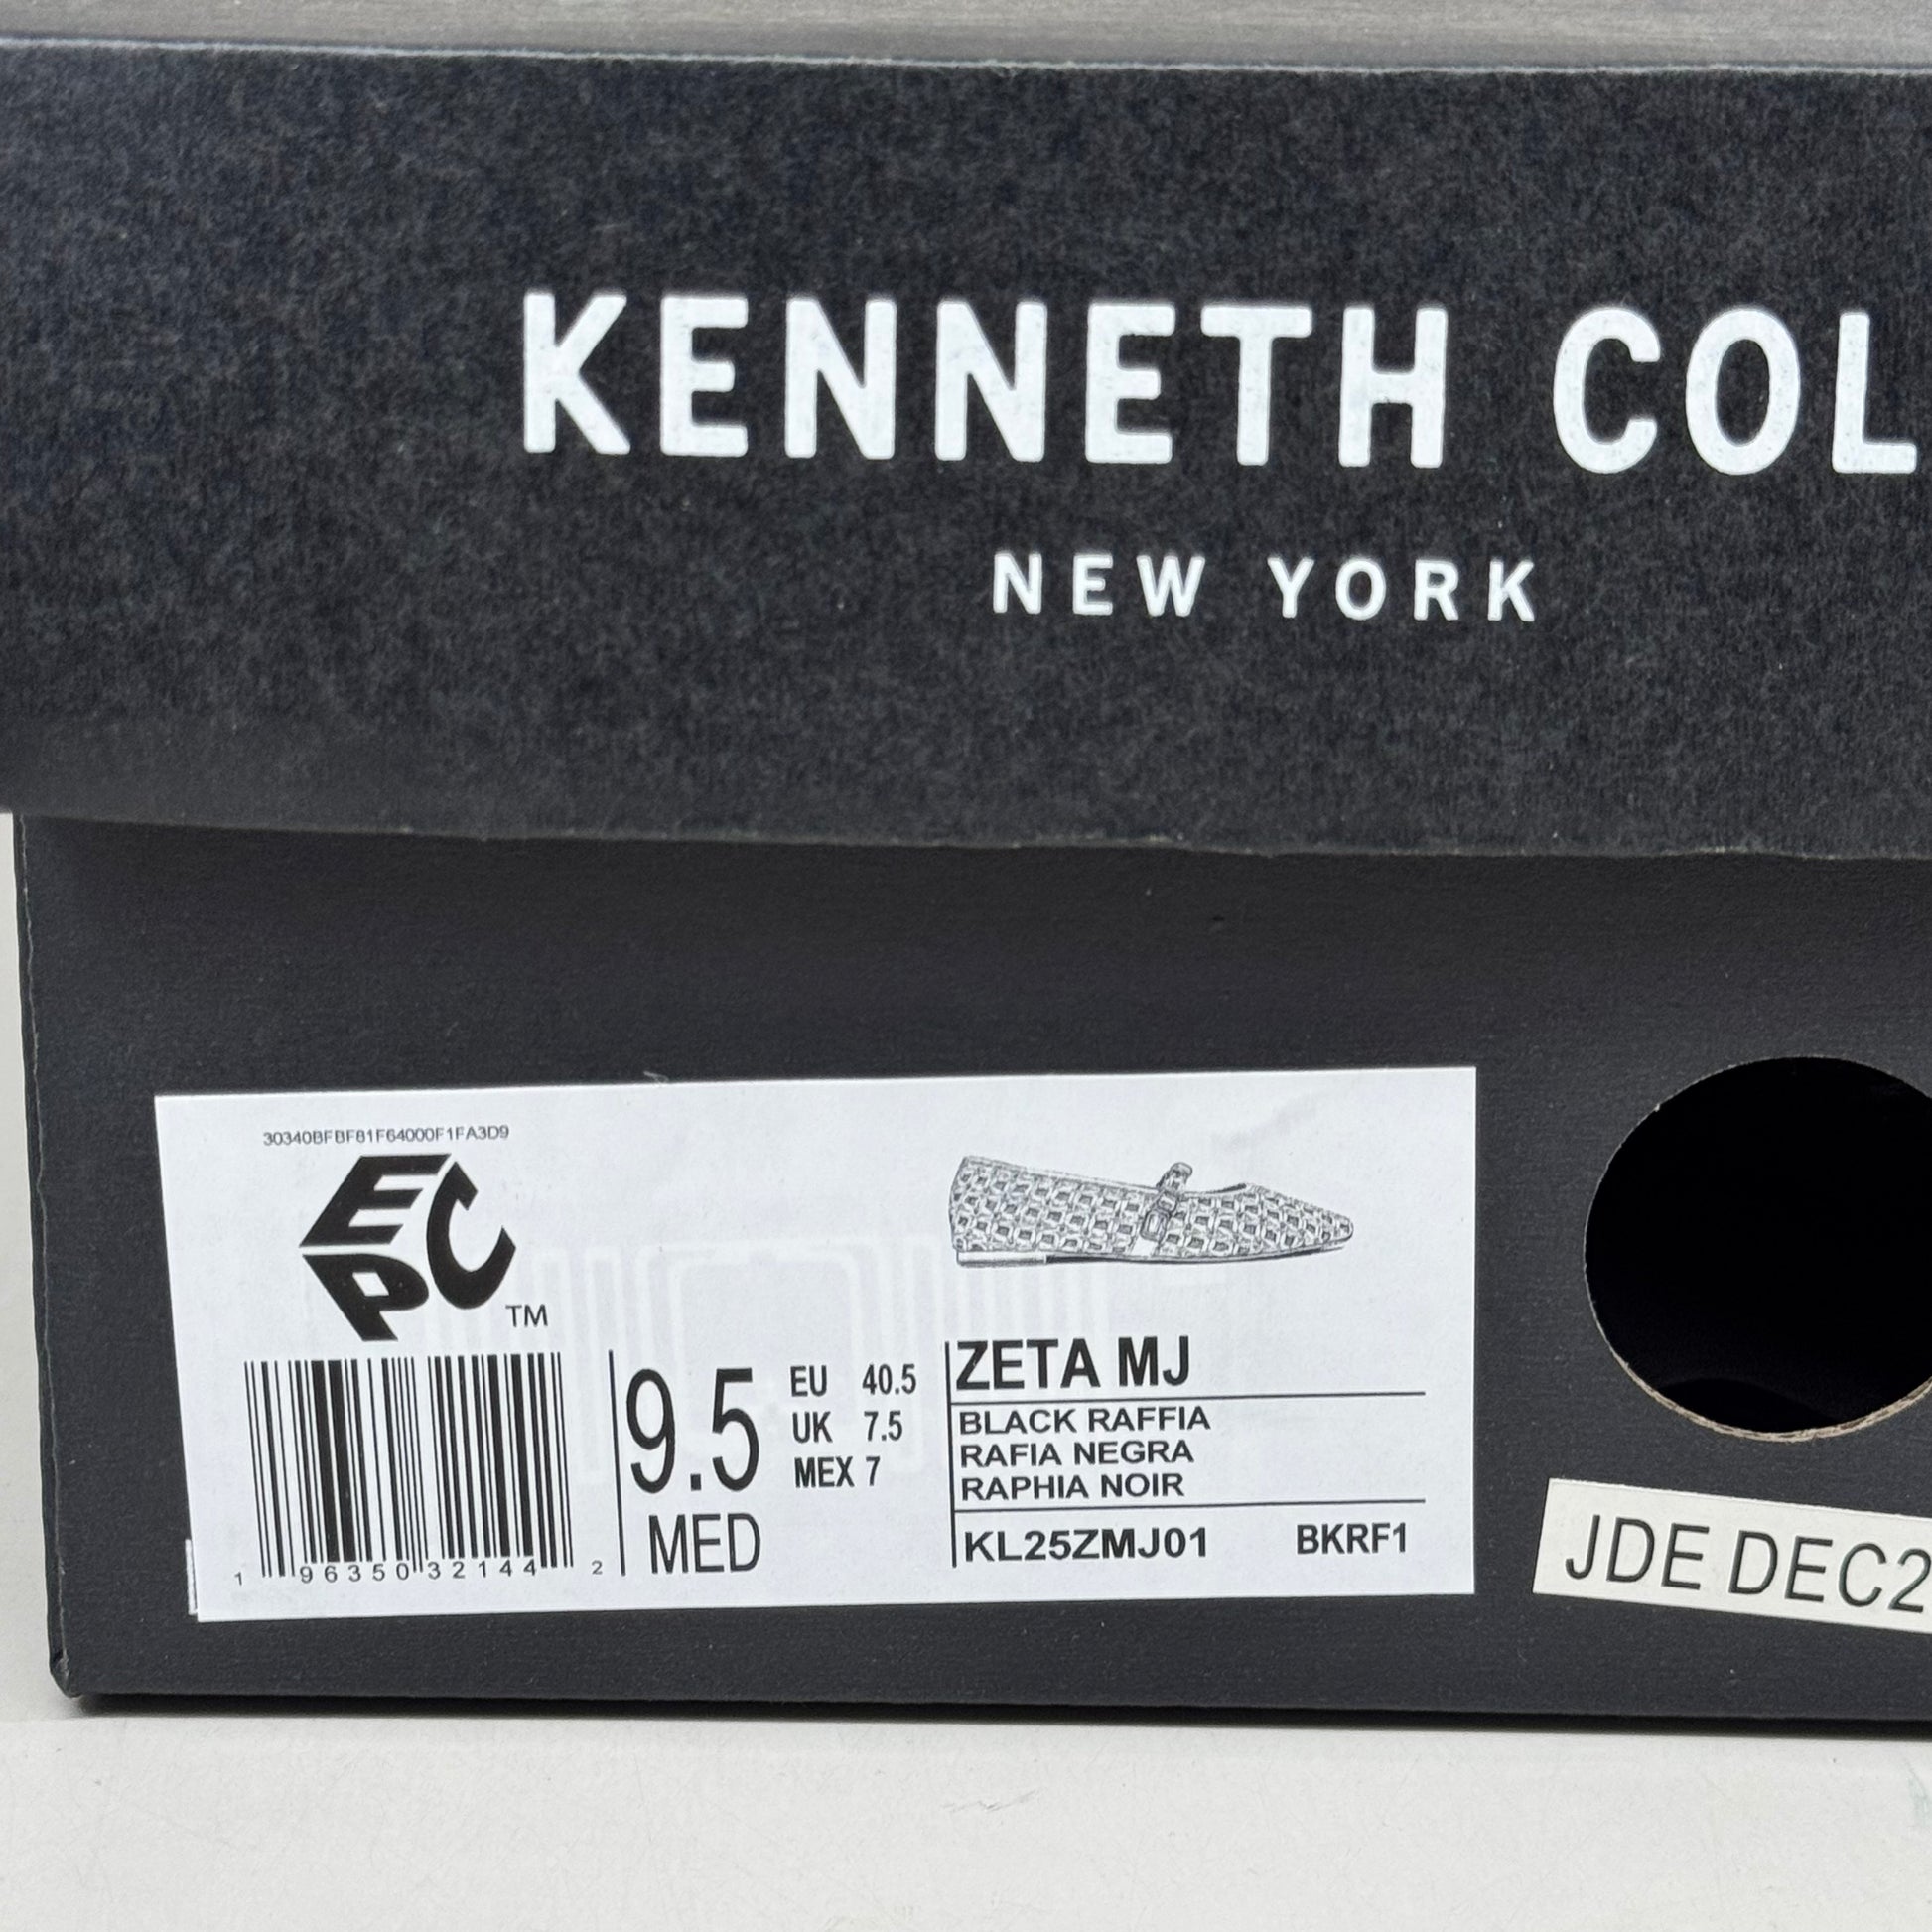 KENNETH COL
NEW YORK
30340BFBF81F64000F1FA3D9
EPC
TM
1 96350 32144 2
9.5
MED
EU 40.5
UK 7.5
MEX 7
ZETA MJ
BLACK RAFFIA
RAFIA NEGRA
RAPHIA NOIR
KL25ZMJ01 BKRF1
JDE DEC2